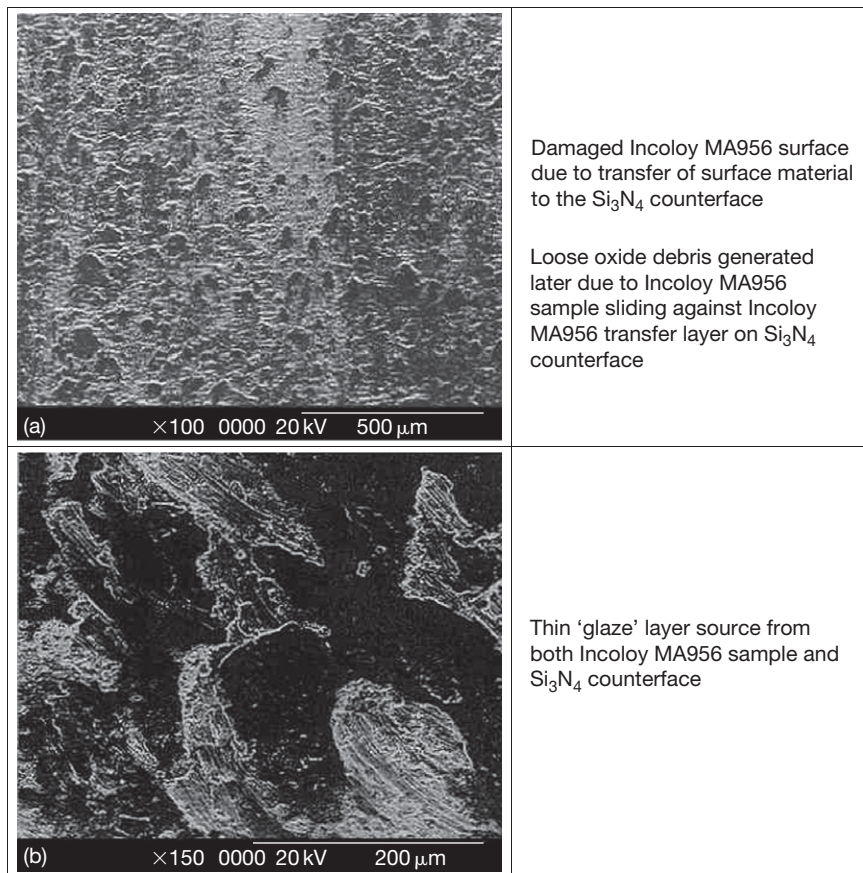 Damaged Incoloy MA956 surface
due to transfer of surface material
to the Si₃N₄ counterface
Loose oxide debris generated
later due to Incoloy MA956
sample sliding against Incoloy
MA956 transfer layer on Si₃N₄
counterface
(a) ×100 0000 20 kV 500 μm
Thin ‘glaze’ layer source from
both Incoloy MA956 sample and
Si₃N₄ counterface
(b) ×150 0000 20 kV 200 μm